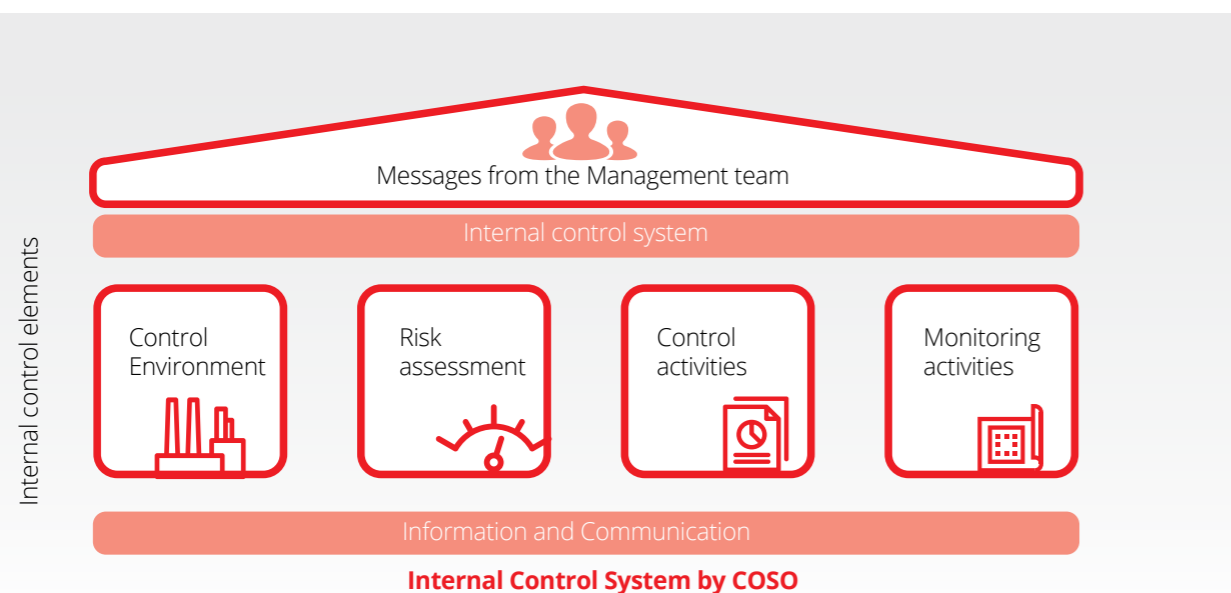 Messages from the Management team
Internal control system
Internal control elements
Control
Environment
Risk
assessment
Control
activities
Monitoring
activities
Information and Communication
Internal Control System by COSO